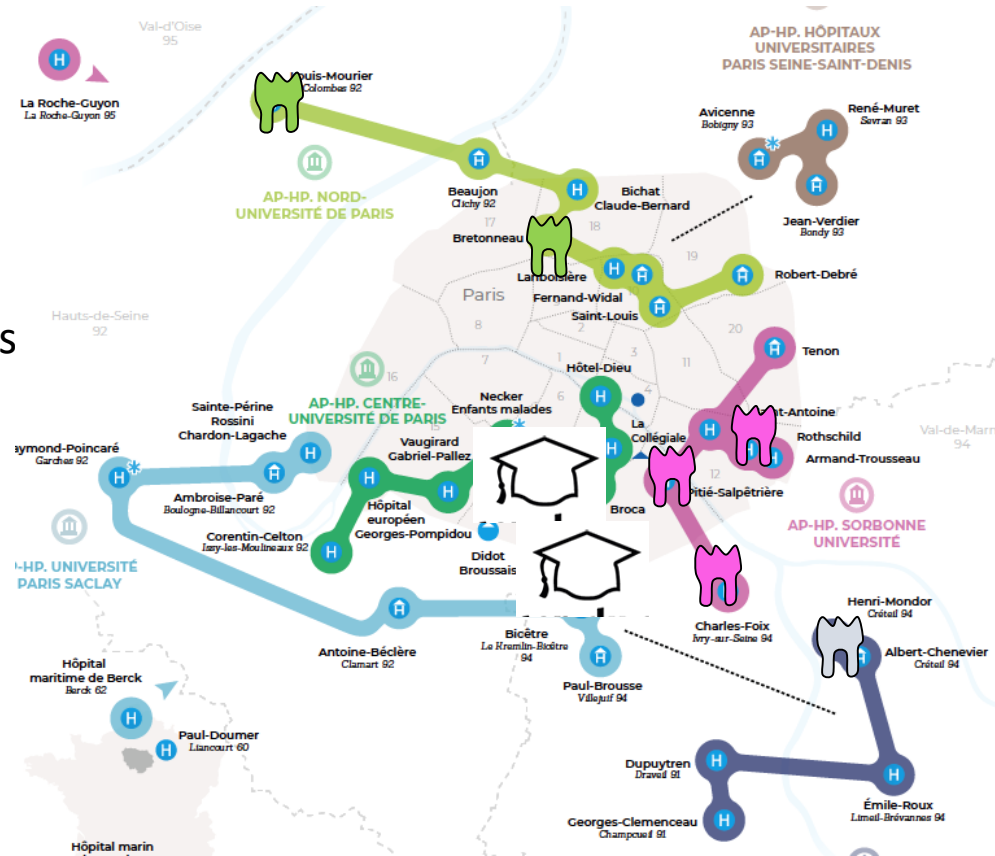 Val-d'Oise
95
AP-HP. HÔPITAUX
UNIVERSITAIRES
PARIS SEINE-SAINT-DENIS
La Roche-Guyon
La Roche-Guyon 95
Louis-Mourier
Colombes 92
Avicenne
Bobigny 93
René-Muret
Sevran 93
Jean-Verdier
Bondy 93
AP-HP. NORD-
UNIVERSITÉ DE PARIS
Beaujon
Clichy 92
Bichat
Claude-Bernard
17
18
19
Bretonneau
Lariboisière
Fernand-Widal
Saint-Louis
Robert-Debré
Paris
Hauts-de-Seine
92
s
8
2
3
20
7
1
11
Tenon
16
Hôtel-Dieu
AP-HP. CENTRE-
UNIVERSITÉ DE PARIS
Necker
Enfants malades
6
4
Sainte-Périne
Rossini
Chardon-Lagache
15
La
Collégiale
Saint-Antoine
Rothschild
Armand-Trousseau
Val-de-Marn
94
aymond-Poincaré
Garches 92
Vaugirard
Gabriel-Pallez
12
Pitié-Salpêtrière
Ambroise-Paré
Boulogne-Billancourt 92
Hôpital
européen
Georges-Pompidou
Broca
AP-HP. SORBONNE
UNIVERSITÉ
Corentin-Celton
Issy-les-Moulineaux 92
Didot
Broussais
-HP. UNIVERSITÉ
PARIS SACLAY
Henri-Mondor
Créteil 94
Charles-Foix
Ivry-sur-Seine 94
Albert-Chenevier
Créteil 94
Bicêtre
Le Kremlin-Bicêtre
94
Antoine-Béclère
Clamart 92
Paul-Brousse
Villejuif 94
Hôpital
maritime de Berck
Berck 62
Paul-Doumer
Liancourt 60
Dupuytren
Draveil 91
Émile-Roux
Limeil-Brévannes 94
Georges-Clemenceau
Champcueil 91
Hôpital marin